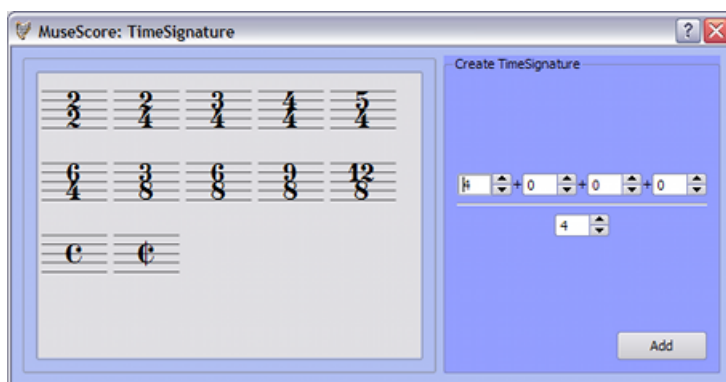 MuseScore: TimeSignature
?
Create TimeSignature
2 2 3 4 5
2 4 4 4 4
6 3 6 9 12
4 8 8 8 8
4 + 0 + 0 + 0
4
Add